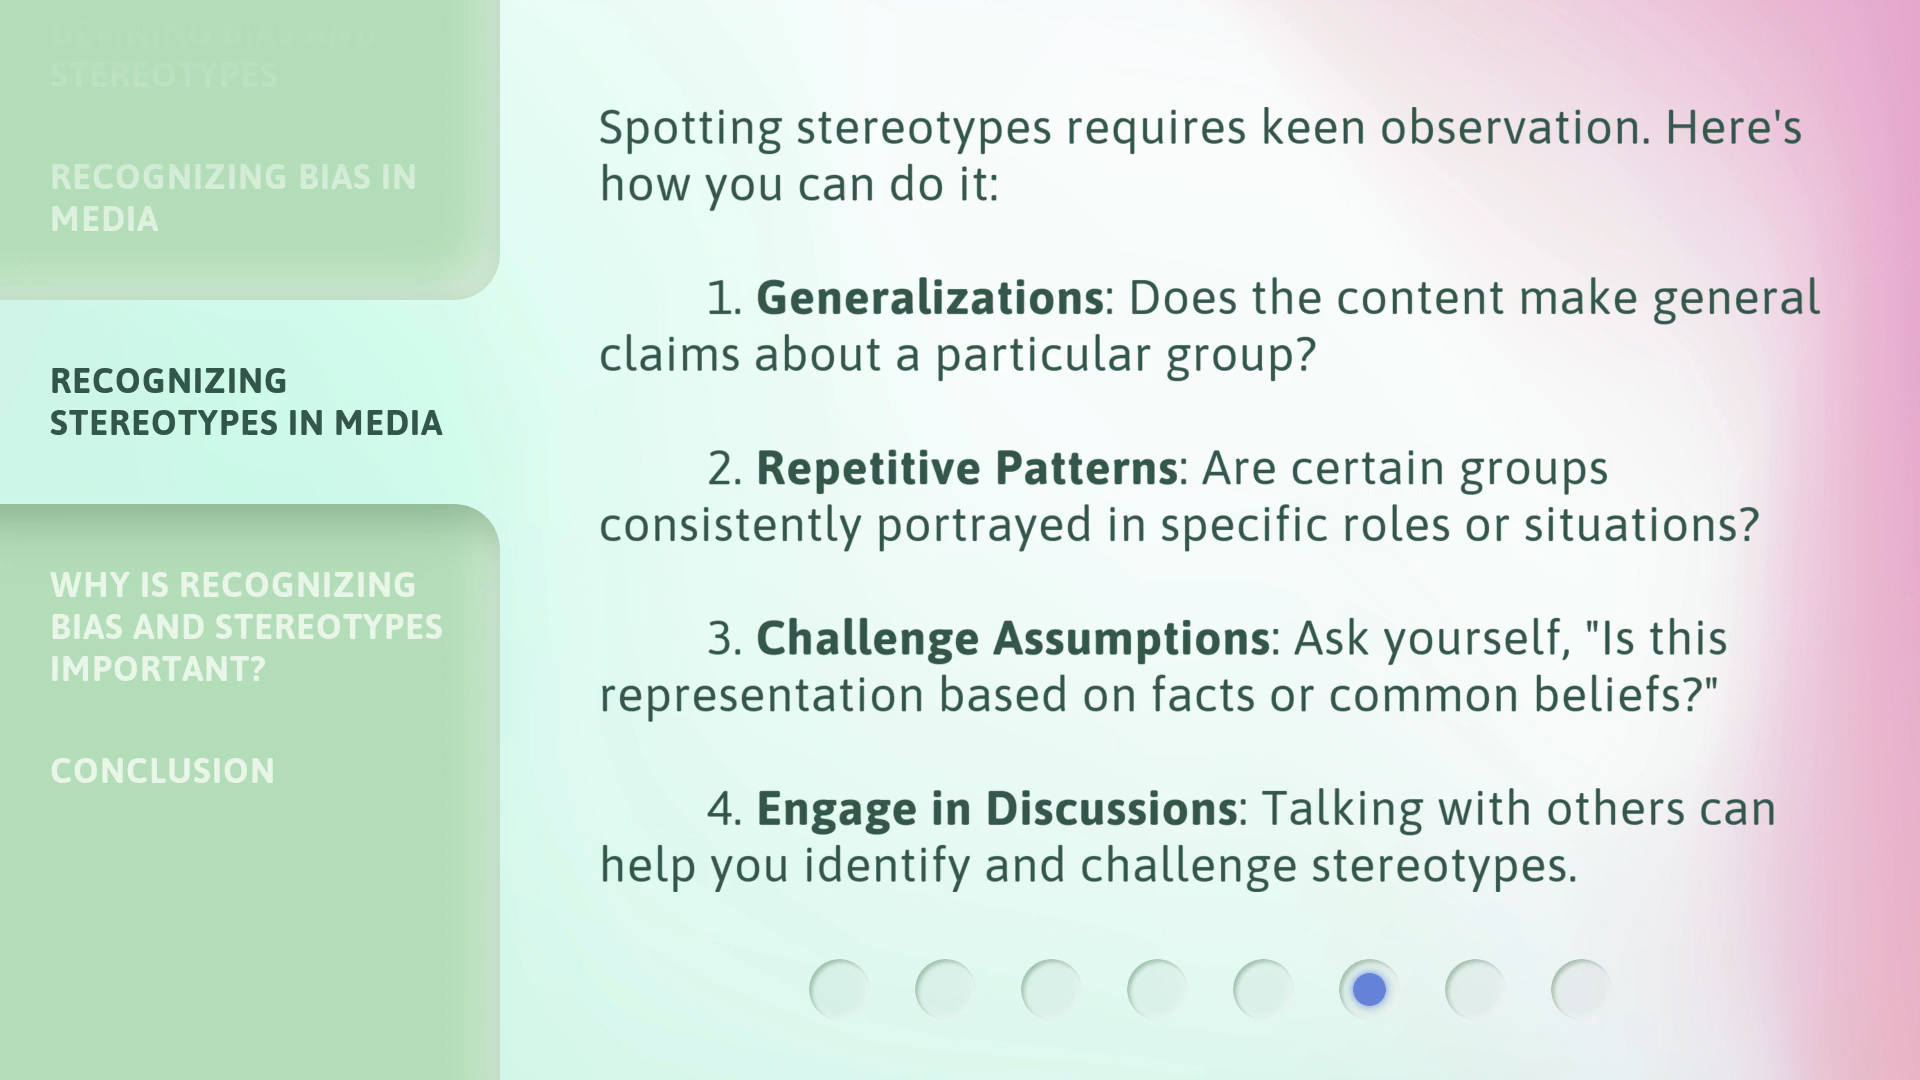 DEFINING BIAS AND
STEREOTYPES
RECOGNIZING BIAS IN
MEDIA
RECOGNIZING
STEREOTYPES IN MEDIA
WHY IS RECOGNIZING
BIAS AND STEREOTYPES
IMPORTANT?
CONCLUSION
Spotting stereotypes requires keen observation. Here's
how you can do it:
1. Generalizations: Does the content make general
claims about a particular group?
2. Repetitive Patterns: Are certain groups
consistently portrayed in specific roles or situations?
3. Challenge Assumptions: Ask yourself, "Is this
representation based on facts or common beliefs?"
4. Engage in Discussions: Talking with others can
help you identify and challenge stereotypes.